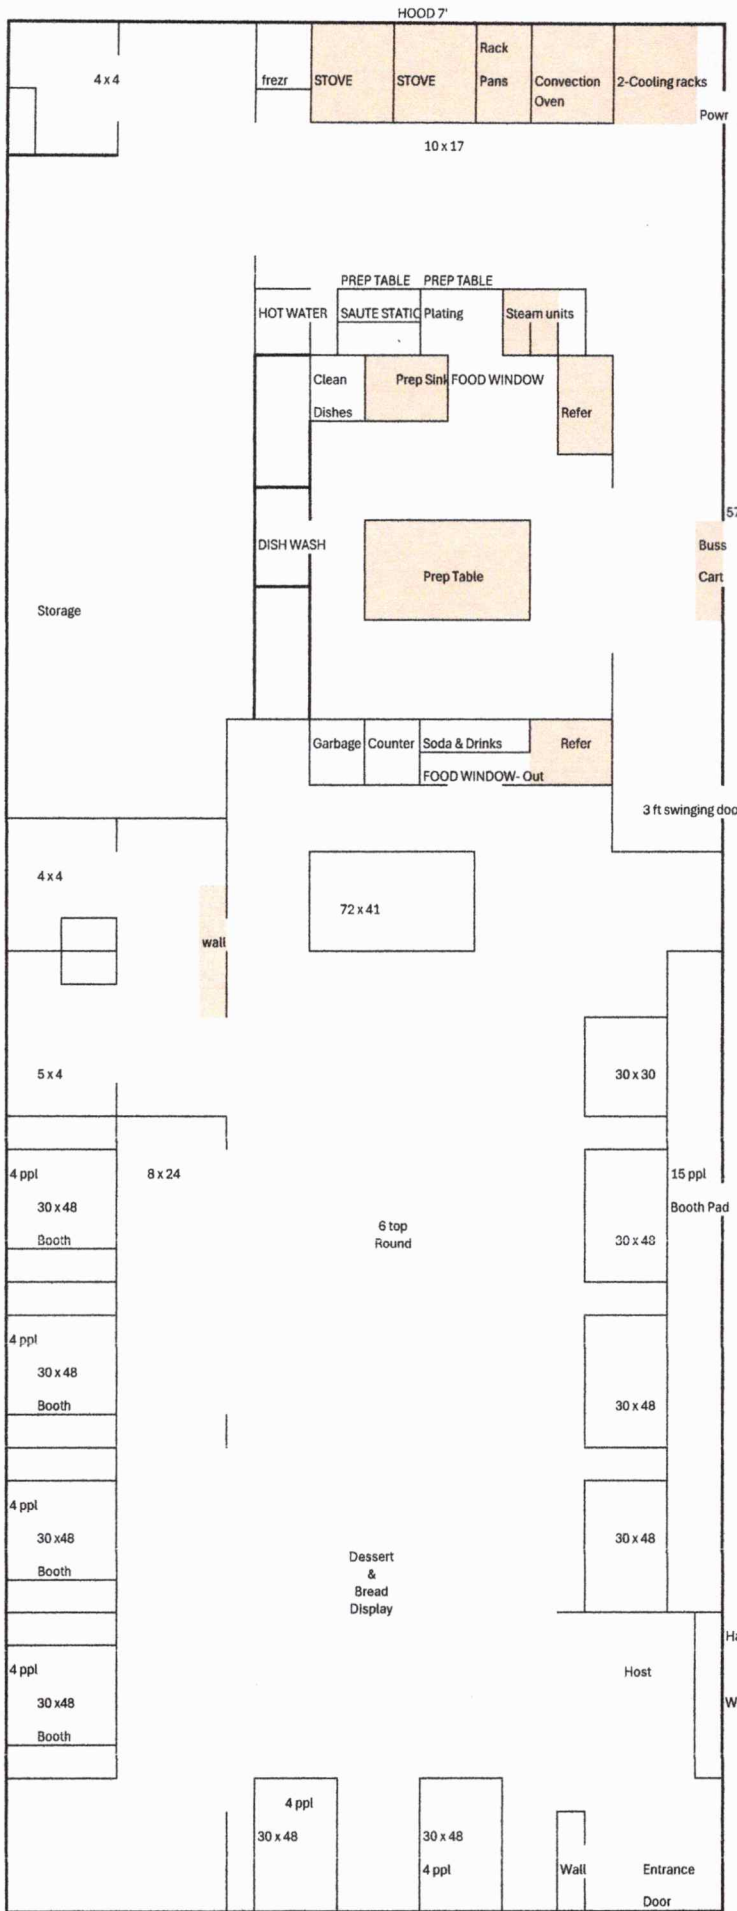 HOOD 7'
4 x 4
frezr
STOVE
STOVE
Rack
Pans
Convection
Oven
2-Cooling racks
Powr
10 x 17
PREP TABLE PREP TABLE
HOT WATER
SAUTE STATIC
Plating
Steam units
Clean
Dishes
Prep Sink
FOOD WINDOW
Refer
57
DISH WASH
Prep Table
Buss
Cart
Storage
Garbage
Counter
Soda & Drinks
Refer
FOOD WINDOW- Out
3 ft swinging doo
4 x 4
72 x 41
wall
5 x 4
30 x 30
4 ppl
30 x 48
Booth
8 x 24
6 top
Round
30 x 48
15 ppl
Booth Pad
4 ppl
30 x 48
Booth
30 x 48
4 ppl
30 x48
Booth
Dessert
&
Bread
Display
30 x 48
4 ppl
30 x48
Booth
Host
Ha
W
4 ppl
30 x 48
30 x 48
4 ppl
Wall
Entrance
Door